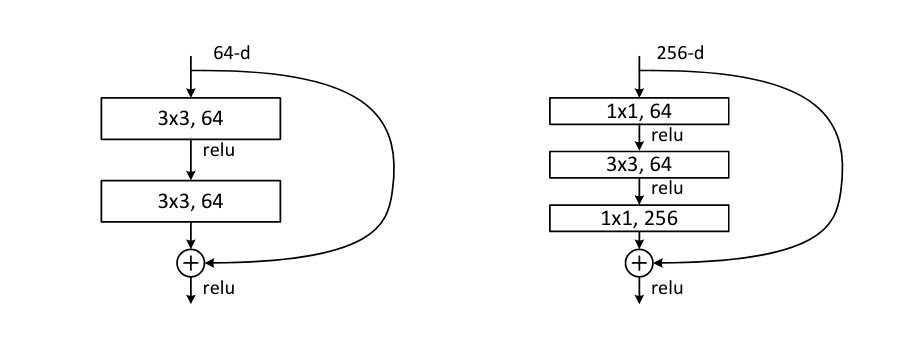 64-d
3x3, 64
relu
3x3, 64
relu
256-d
1x1, 64
relu
3x3, 64
relu
1x1, 256
relu